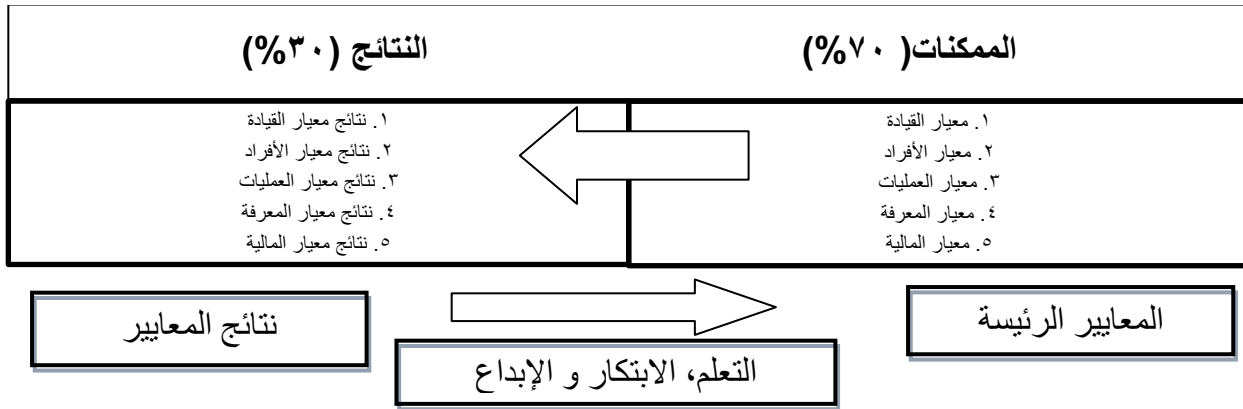 الممكنات( ٧٠%)
النتائج (٣٠%)
١. معيار القيادة
٢. معيار الأفراد
٣. معيار العمليات
٤. معيار المعرفة
٥. معيار المالية
١. نتائج معيار القيادة
٢. نتائج معيار الأفراد
٣. نتائج معيار العمليات
٤. نتائج معيار المعرفة
٥. نتائج معيار المالية
المعايير الرئيسة
نتائج المعايير
التعلم، الابتكار و الإبداع